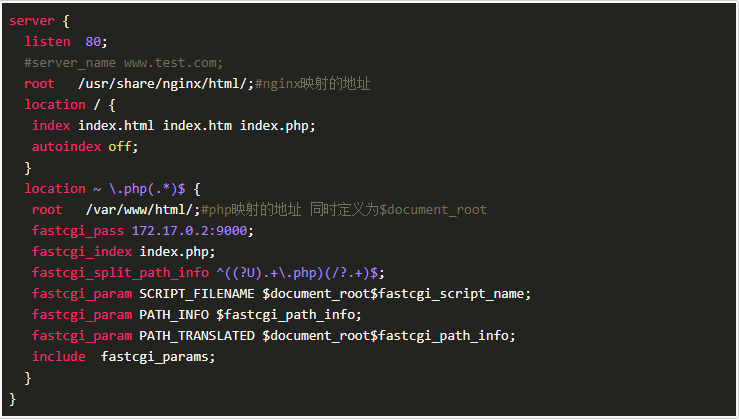 server {
listen  80;
#server_name www.test.com;
root   /usr/share/nginx/html/;#nginx映射的地址
location / {
index index.html index.htm index.php;
autoindex off;
}
location ~ \.php(.*)$ {
root   /var/www/html/;#php映射的地址 同时定义为$document_root
fastcgi_pass 172.17.0.2:9000;
fastcgi_index index.php;
fastcgi_split_path_info ^((?U).+\.php)(/?.+)$;
fastcgi_param SCRIPT_FILENAME $document_root$fastcgi_script_name;
fastcgi_param PATH_INFO $fastcgi_path_info;
fastcgi_param PATH_TRANSLATED $document_root$fastcgi_path_info;
include  fastcgi_params;
}
}